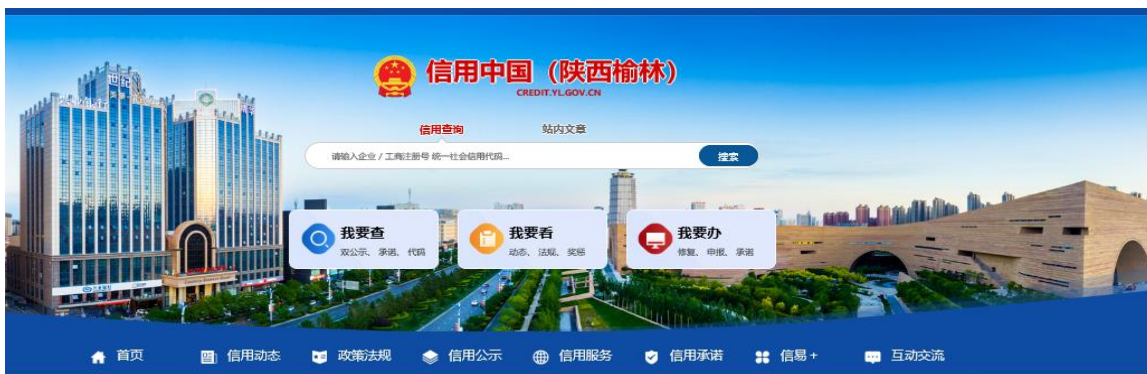 信用中国（陕西榆林）
CREDIT.YL.GOV.CN
信用查询 站内文章
请输入企业 / 工商注册号 统一社会信用代码...
搜索
我要查
双公示、承诺、代码
我要看
动态、法规、奖惩
我要办
修复、申报、承诺
首页 信用动态 政策法规 信用公示 信用服务 信用承诺 信易+ 互动交流